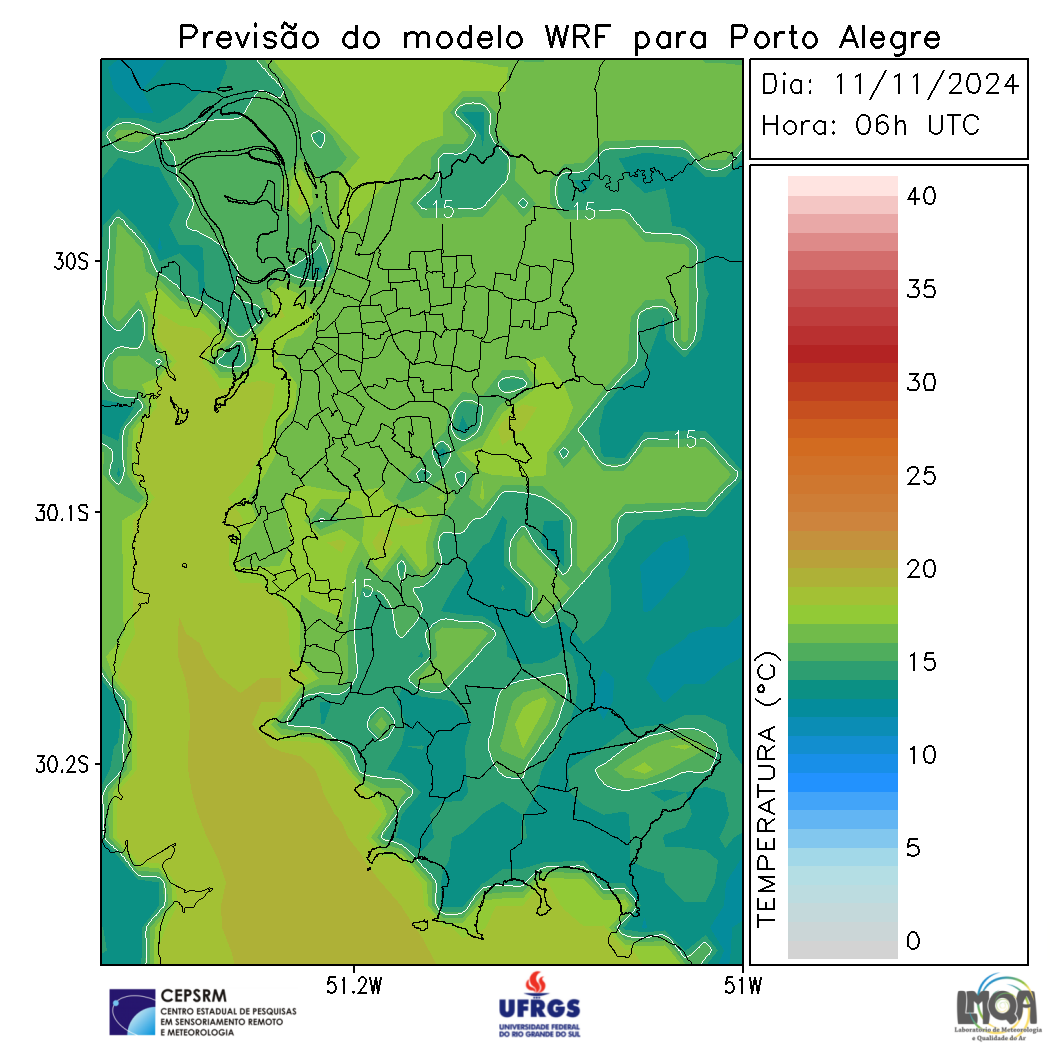 Previsão do modelo WRF para Porto Alegre
Dia: 11/11/2024
Hora: 06h UTC
40
35
30
25
20
15
10
5
0
TEMPERATURA (°C)
30S
30.1S
30.2S
51.2W
51W
15
15
15
15
CEPSRM
CENTRO ESTADUAL DE PESQUISAS
EM SENSORIAMENTO REMOTO
E METEOROLOGIA
UFRGS
UNIVERSIDADE FEDERAL
DO RIO GRANDE DO SUL
LMQA
Laboratório de Meteorologia
e Qualidade do Ar